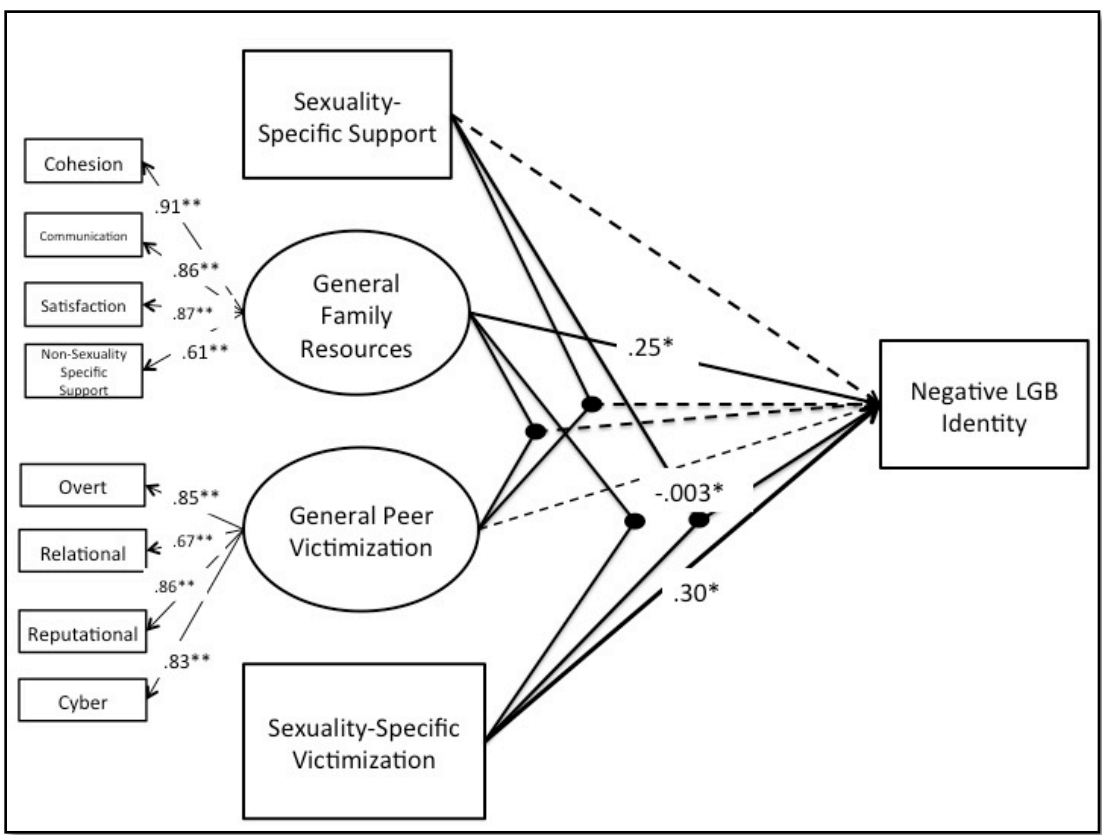 Sexuality-
Specific Support
Cohesion
.91**
Communication
.86**
Satisfaction
.87**
Non-Sexuality
Specific
Support
.61**
General
Family
Resources
.25*
Negative LGB
Identity
Overt
.85**
Relational
.67**
.86**
Reputational
.83**
Cyber
General Peer
Victimization
-.003*
.30*
Sexuality-Specific
Victimization